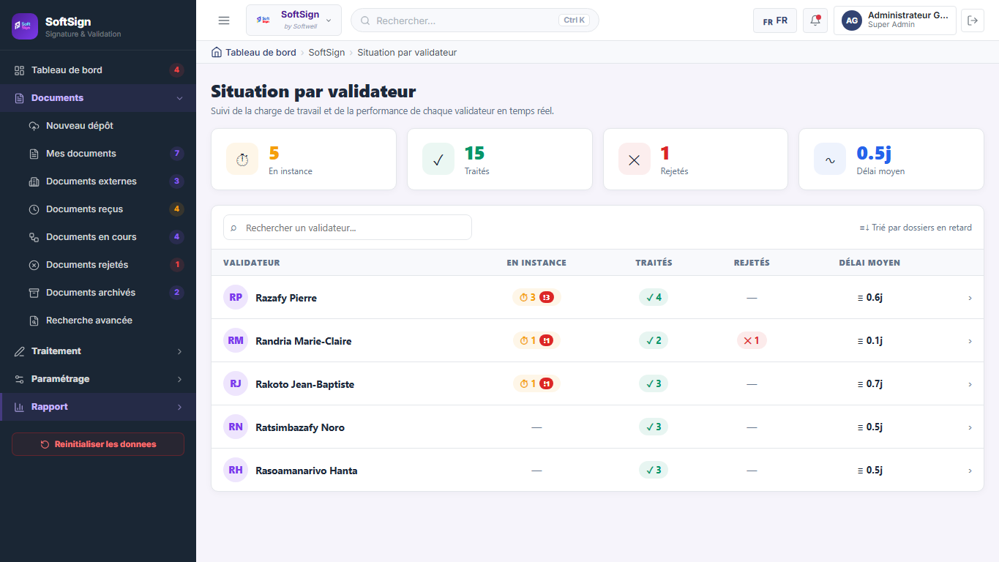 SoftSign
Signature & Validation
Tableau de bord 4
Documents
Nouveau dépôt
Mes documents 7
Documents externes 3
Documents reçus 4
Documents en cours 4
Documents rejetés 1
Documents archivés 2
Recherche avancée
Traitement
Paramétrage
Rapport
Reinitialiser les donnees
Soft Sign
SoftSign
by Softwell
Rechercher... Ctrl K
FR FR
AG
Administrateur G...
Super Admin
Tableau de bord › SoftSign › Situation par validateur
Situation par validateur
Suivi de la charge de travail et de la performance de chaque validateur en temps réel.
5
En instance
15
Traités
1
Rejetés
0.5j
Délai moyen
Rechercher un validateur...
Trié par dossiers en retard
VALIDATEUR EN INSTANCE TRAITÉS REJETÉS DÉLAI MOYEN
RP Razafy Pierre 3 !3 ✓ 4 — 0.6j
RM Randria Marie-Claire 1 !1 ✓ 2 ✕ 1 0.1j
RJ Rakoto Jean-Baptiste 1 !1 ✓ 3 — 0.7j
RN Ratsimbazafy Noro — ✓ 3 — 0.5j
RH Rasoamanarivo Hanta — ✓ 3 — 0.5j